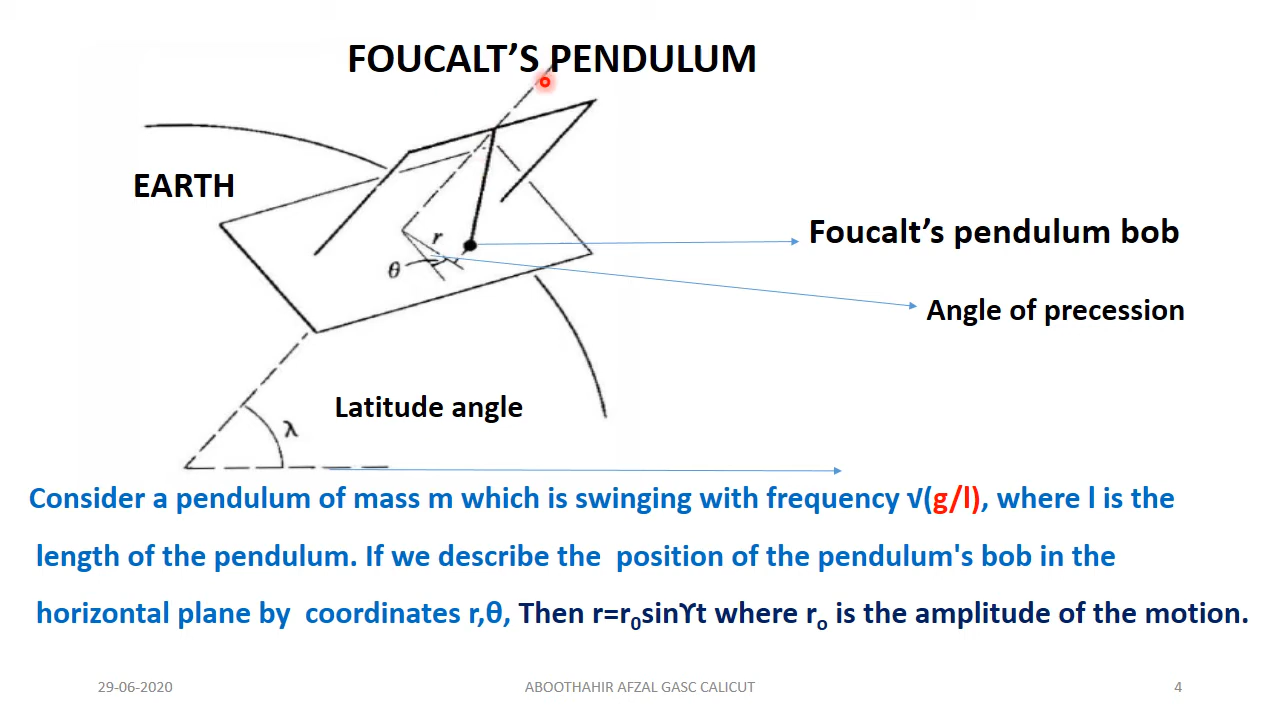 FOUCALT’S PENDULUM
EARTH
r
θ
Foucalt’s pendulum bob
Angle of precession
Latitude angle
λ
Consider a pendulum of mass m which is swinging with frequency √(g/l), where l is the
length of the pendulum. If we describe the position of the pendulum's bob in the
horizontal plane by coordinates r,θ, Then r=r₀sinϒt where rₒ is the amplitude of the motion.
29-06-2020
ABOOTHAHIR AFZAL GASC CALICUT
4